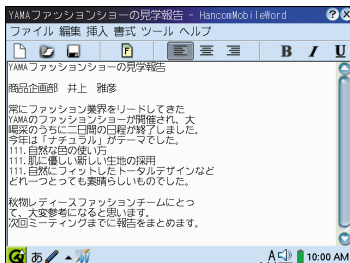 YAMAファッションショーの見学報告 - HancomMobileWord
ファイル 編集 挿入 書式 ツール ヘルプ
F B I U
YAMAファッションショーの見学報告
商品企画部 井上 雅彦
常にファッション業界をリードしてきた
YAMAのファッションショーが開催され、大
喝采のうちに二日間の日程が終了しました。
今年は「ナチュラル」がテーマでした。
111.自然な色の使い方
111.肌に優しい新しい生地の採用
111.自然にフィットしたトータルデザインなど
どれ一つとっても素晴らしいものでした。
秋物レディースファッションチームにとっ
て、大変参考になると思います。
次回ミーティングまでに報告をまとめます。
あ 10:00 AM